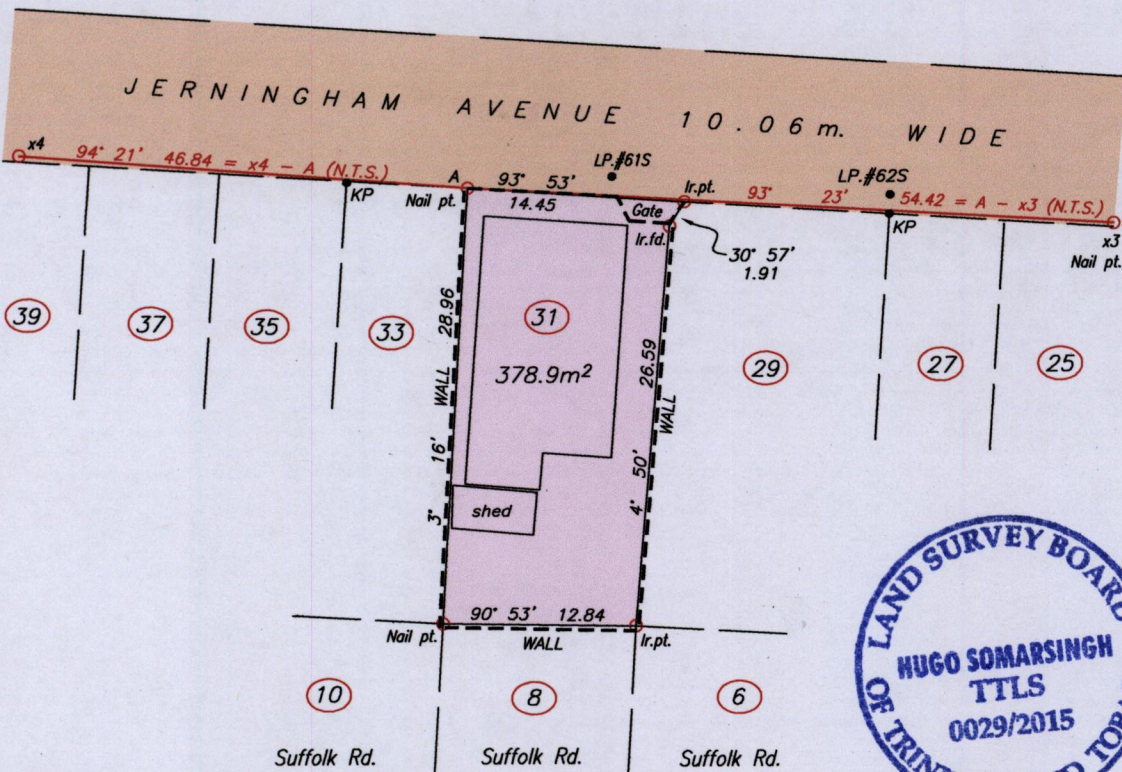 JERNINGHAM AVENUE 10.06m. WIDE
x4 94° 21' 46.84 = x4 - A (N.T.S.)
KP
A
Nail pt.
93° 53'
14.45
LP.#61S
Gate
Ir.pt.
Ir.fd.
93° 23' 54.42 = A - x3 (N.T.S.)
LP.#62S
KP
x3
Nail pt.
30° 57'
1.91
39
37
35
33
31
378.9m²
29
27
25
3° 16' WALL 28.96
4° 50' WALL 26.59
shed
90° 53' 12.84
Nail pt.
WALL
Ir.pt.
10
8
6
Suffolk Rd.
Suffolk Rd.
Suffolk Rd.
LAND SURVEY BOARD
HUGO SOMARSINGH
TTLS
0029/2015